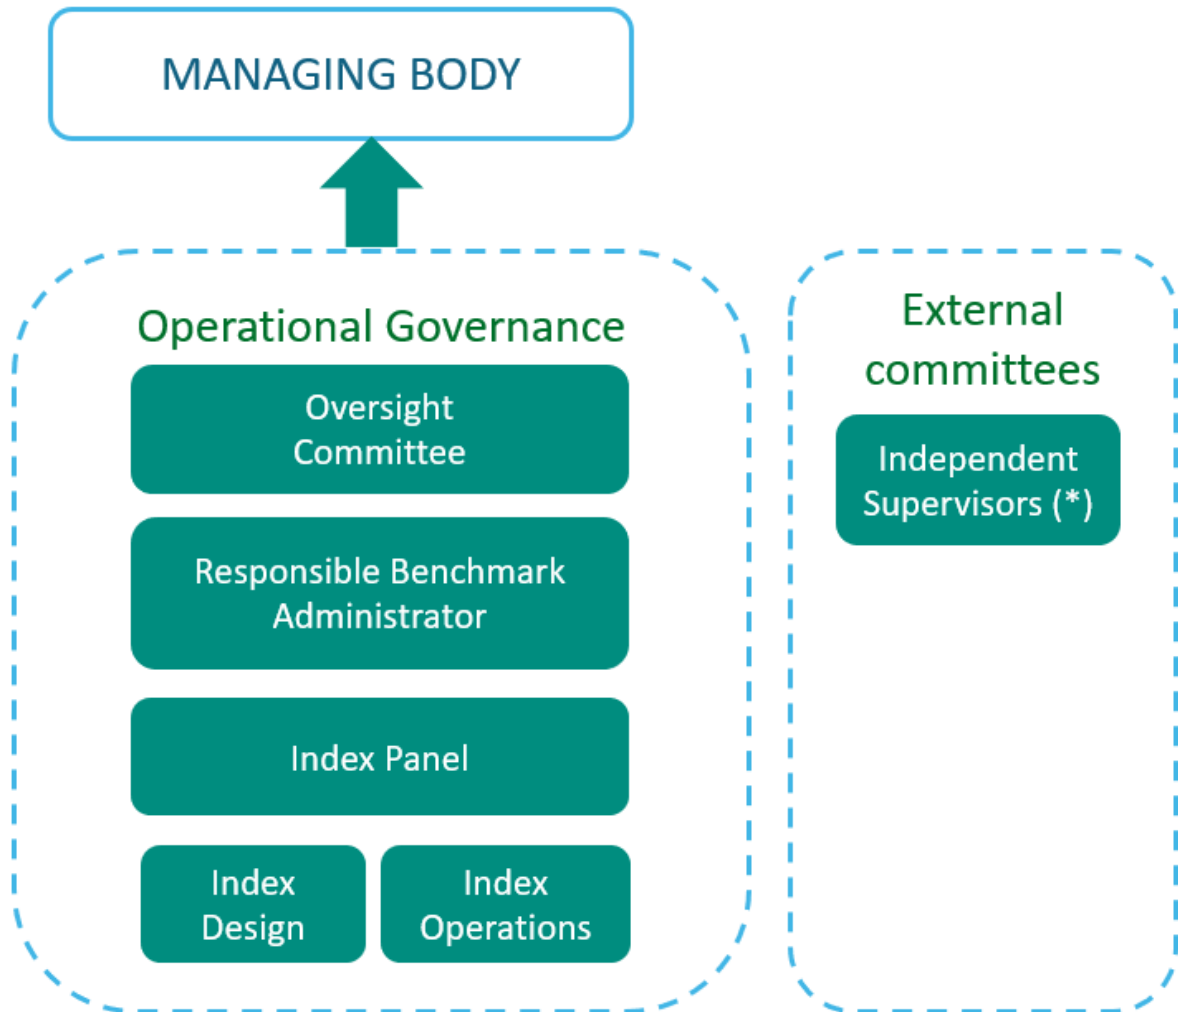 MANAGING BODY
Operational Governance
Oversight
Committee
Responsible Benchmark
Administrator
Index Panel
Index
Design
Index
Operations
External
committees
Independent
Supervisors (*)